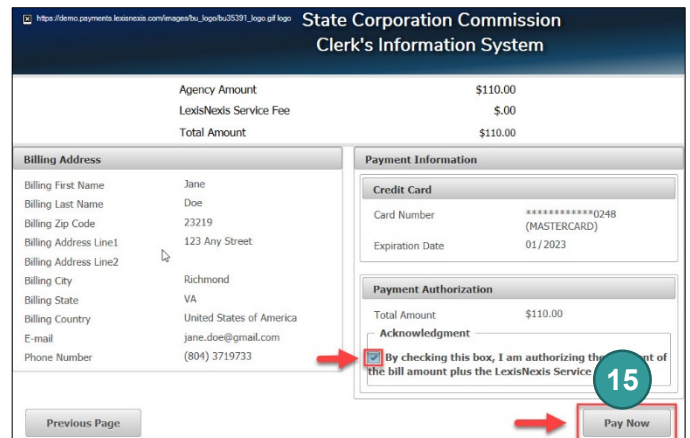 https://demo.payments.lexisnexis.com/images/bu_logo/bu35391_logo.gif logo
State Corporation Commission
Clerk's Information System
Agency Amount $110.00
LexisNexis Service Fee $.00
Total Amount $110.00
Billing Address
Billing First Name Jane
Billing Last Name Doe
Billing Zip Code 23219
Billing Address Line1 123 Any Street
Billing Address Line2
Billing City Richmond
Billing State VA
Billing Country United States of America
E-mail jane.doe@gmail.com
Phone Number (804) 3719733
Payment Information
Credit Card
Card Number ************0248
(MASTERCARD)
Expiration Date 01/2023
Payment Authorization
Total Amount $110.00
Acknowledgment
By checking this box, I am authorizing the nt of
the bill amount plus the LexisNexis Service
15
Previous Page
Pay Now